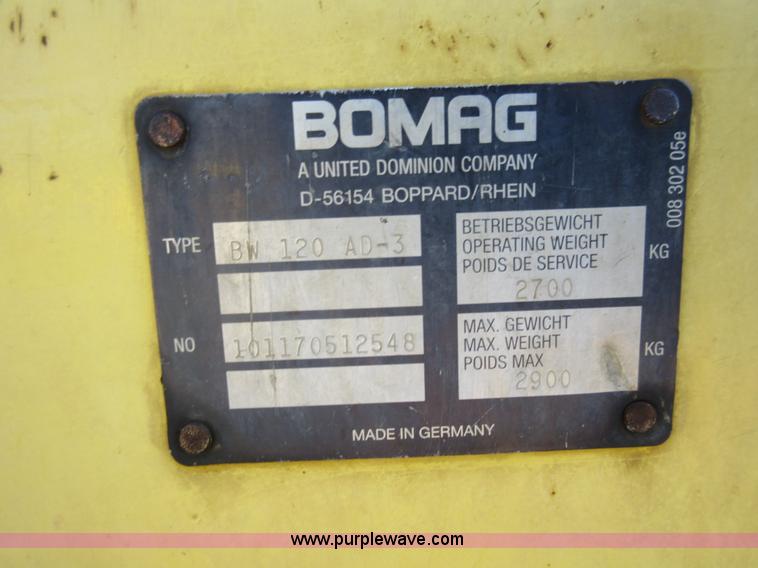 BOMAG
A UNITED DOMINION COMPANY
D-56154 BOPPARD/RHEIN
008 302 05e
TYPE BW 120 AD-3
BETRIEBSGEWICHT
OPERATING WEIGHT
POIDS DE SERVICE
2700 KG
NO 101170512548
MAX. GEWICHT
MAX. WEIGHT
POIDS MAX
2900 KG
MADE IN GERMANY
www.purplewave.com